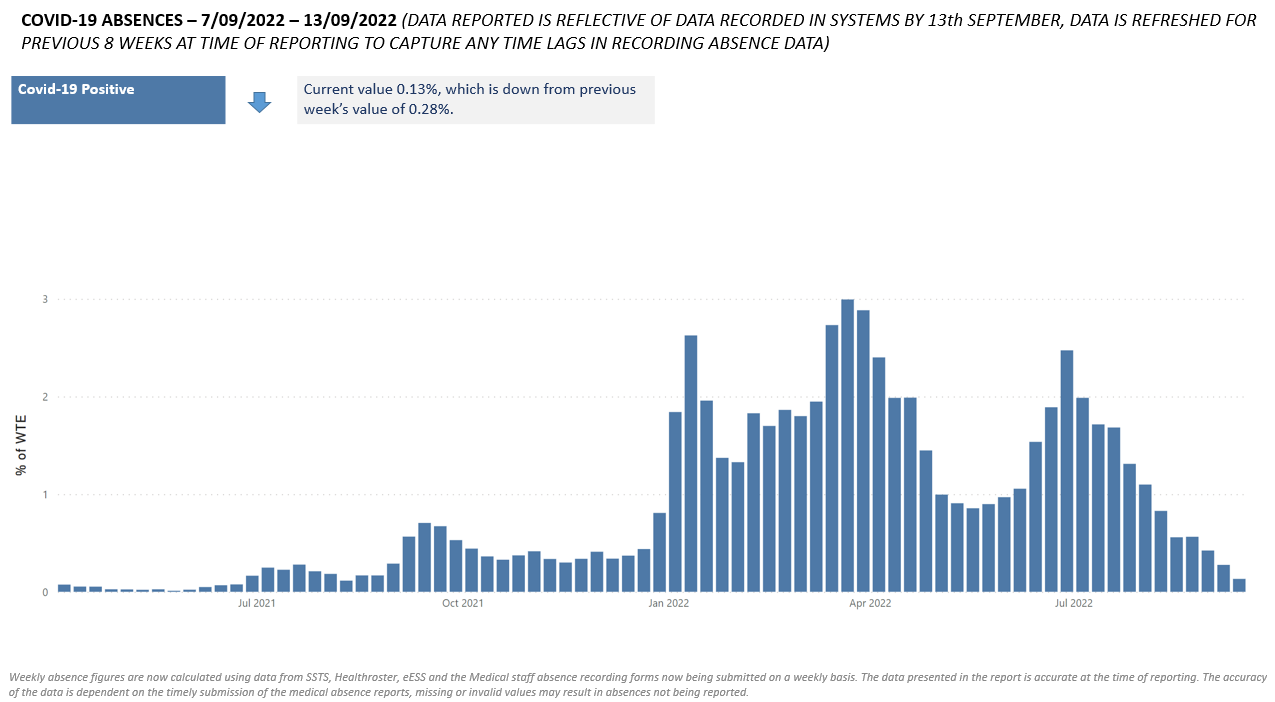 COVID-19 ABSENCES – 7/09/2022 – 13/09/2022 (DATA REPORTED IS REFLECTIVE OF DATA RECORDED IN SYSTEMS BY 13th SEPTEMBER, DATA IS REFRESHED FOR
PREVIOUS 8 WEEKS AT TIME OF REPORTING TO CAPTURE ANY TIME LAGS IN RECORDING ABSENCE DATA)
Covid-19 Positive
Current value 0.13%, which is down from previous
week’s value of 0.28%.
3
2
1
0
% of WTE
Jul 2021
Oct 2021
Jan 2022
Apr 2022
Jul 2022
Weekly absence figures are now calculated using data from SSTS, Healthroster, eESS and the Medical staff absence recording forms now being submitted on a weekly basis. The data presented in the report is accurate at the time of reporting. The accuracy
of the data is dependent on the timely submission of the medical absence reports, missing or invalid values may result in absences not being reported.